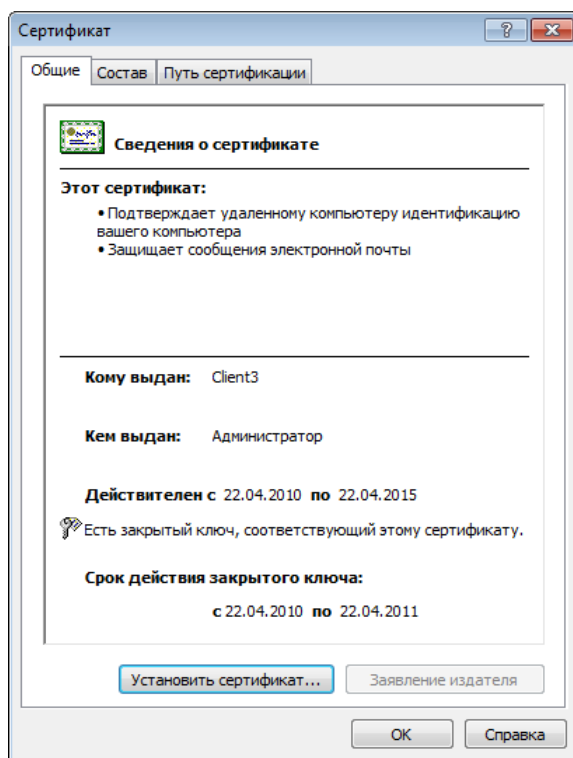 Сертификат
Общие Состав Путь сертификации
Сведения о сертификате
Этот сертификат:
• Подтверждает удаленному компьютеру идентификацию
вашего компьютера
• Защищает сообщения электронной почты
Кому выдан: Client3
Кем выдан: Администратор
Действителен с 22.04.2010 по 22.04.2015
Есть закрытый ключ, соответствующий этому сертификату.
Срок действия закрытого ключа:
с 22.04.2010 по 22.04.2011
Установить сертификат... Заявление издателя
OK Справка